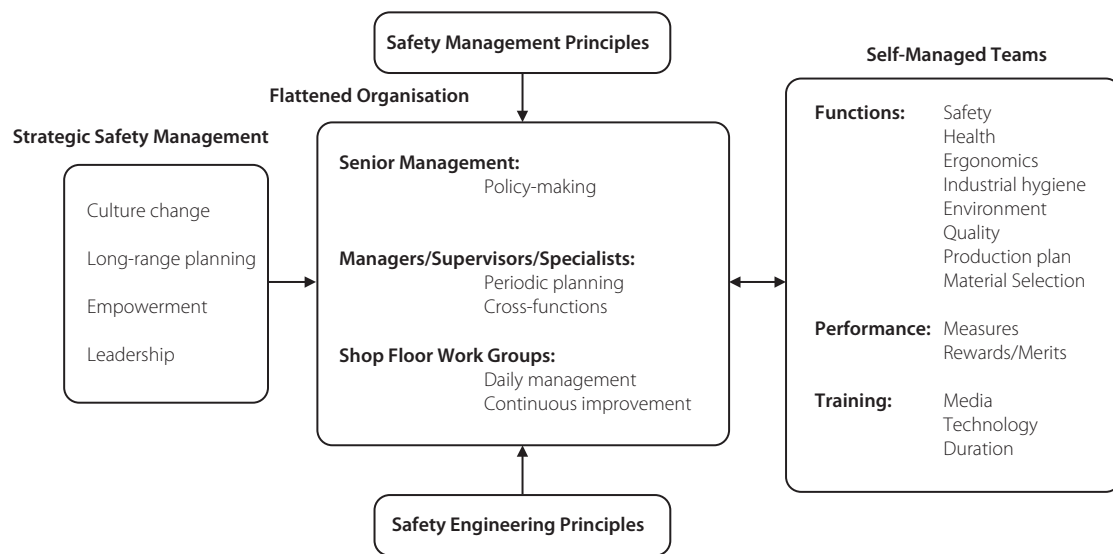 Safety Management Principles
Flattened Organisation
Strategic Safety Management
Culture change
Long-range planning
Empowerment
Leadership
Senior Management:
Policy-making
Managers/Supervisors/Specialists:
Periodic planning
Cross-functions
Shop Floor Work Groups:
Daily management
Continuous improvement
Safety Engineering Principles
Self-Managed Teams
Functions: Safety
Health
Ergonomics
Industrial hygiene
Environment
Quality
Production plan
Material Selection
Performance: Measures
Rewards/Merits
Training: Media
Technology
Duration